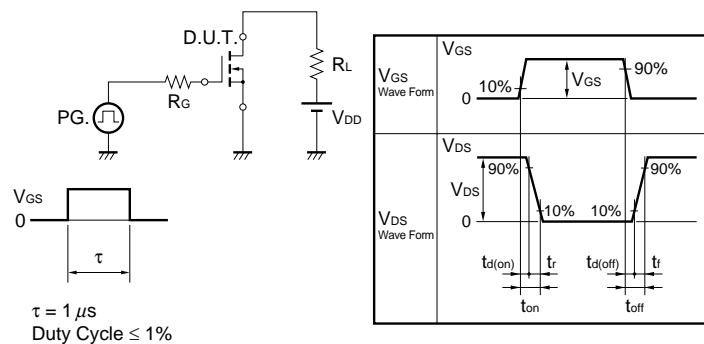 D.U.T.
RL
RG
PG.
VDD
VGS
0
τ
τ = 1 μs
Duty Cycle ≤ 1%
VGS
Wave Form
VGS
10%
0
VGS
90%
VDS
Wave Form
VDS
90%
VDS
0
10%
10%
90%
td(on)
tr
td(off)
tf
ton
toff